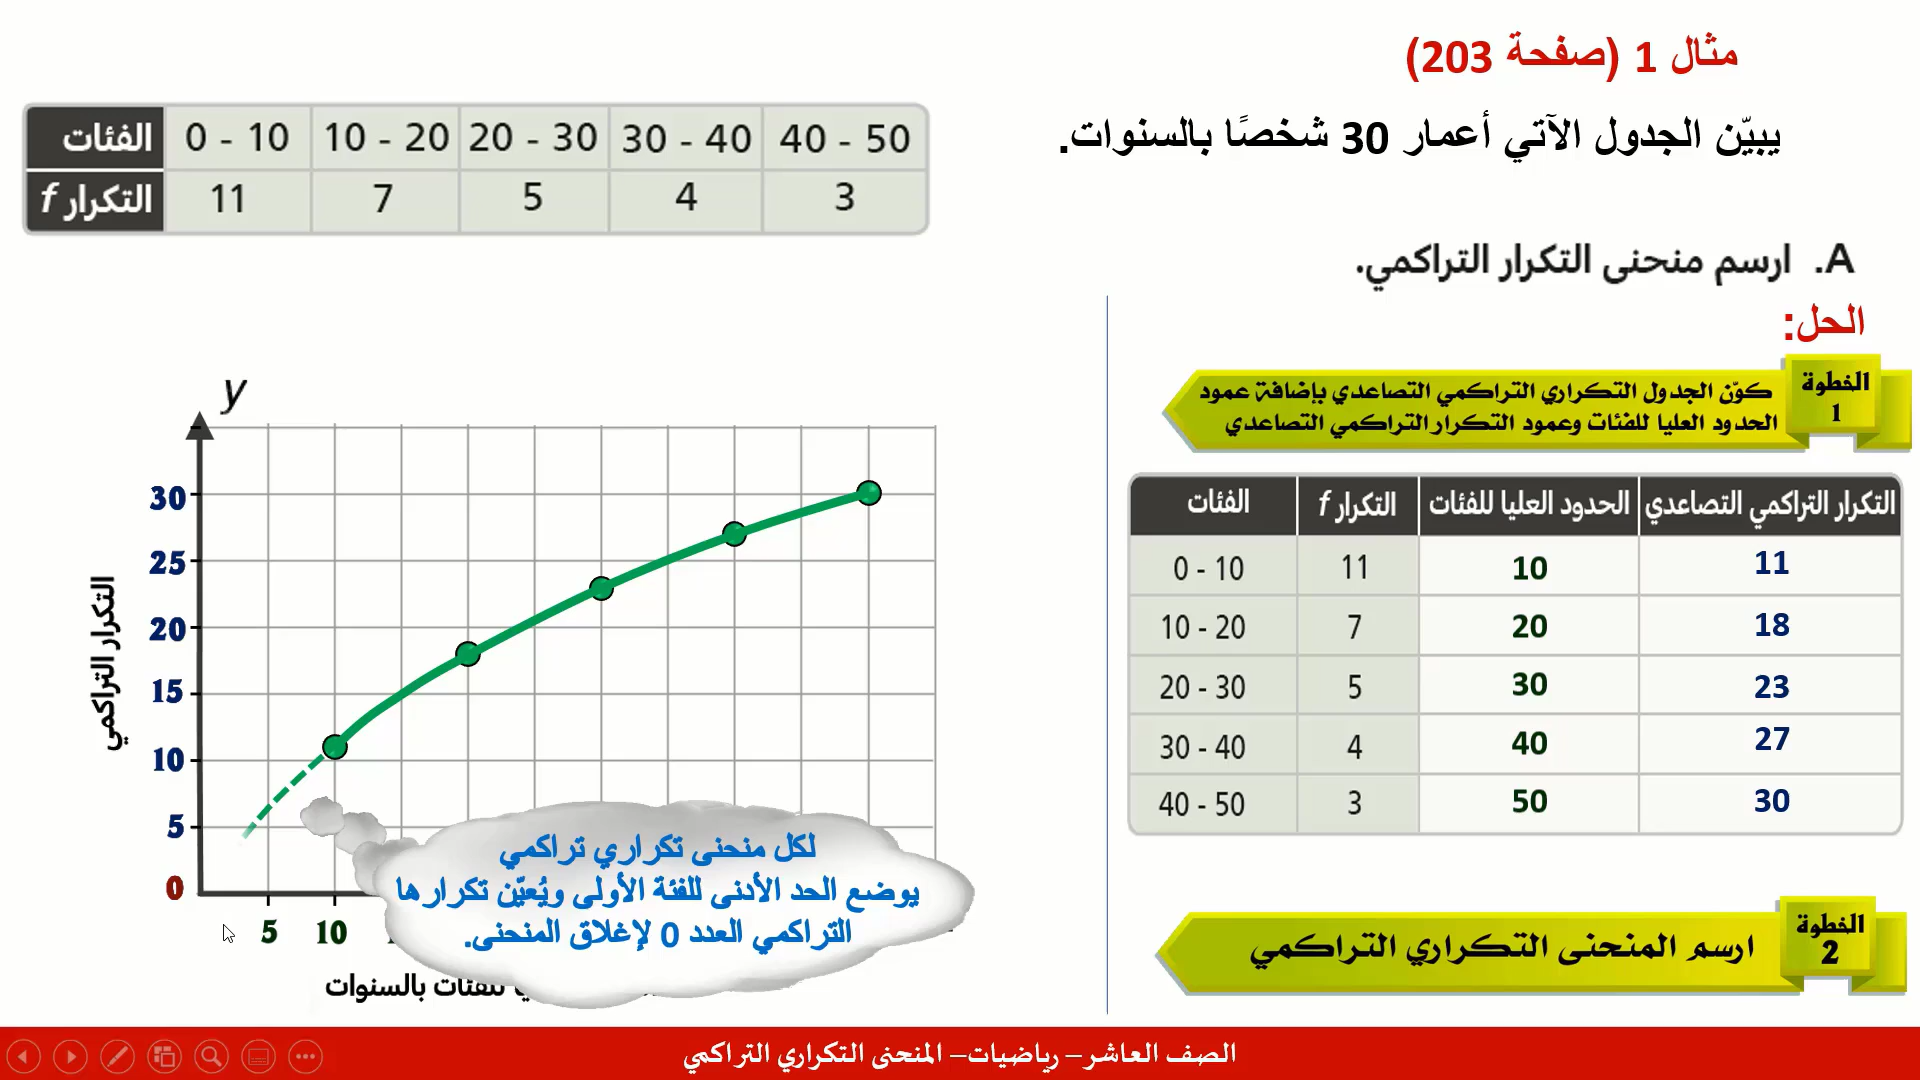 مثال 1 (صفحة 203)
يبيّن الجدول الآتي أعمار 30 شخصًا بالسنوات.
الفئات 0 - 10 10 - 20 20 - 30 30 - 40 40 - 50
التكرار f 11 7 5 4 3
A. ارسم منحنى التكرار التراكمي.
الحل:
الخطوة 1
كوّن الجدول التكراري التراكمي التصاعدي بإضافة عمود
الحدود العليا للفئات وعمود التكرار التراكمي التصاعدي
الفئات التكرار f الحدود العليا للفئات التكرار التراكمي التصاعدي
0 - 10 11 10 11
10 - 20 7 20 18
20 - 30 5 30 23
30 - 40 4 40 27
40 - 50 3 50 30
الخطوة 2
ارسم المنحنى التكراري التراكمي
y
30
25
20
15
10
5
0
5 10
التكرار التراكمي
للفئات بالسنوات
لكل منحنى تكراري تراكمي
يوضع الحد الأدنى للفئة الأولى ويُعيّن تكرارها
التراكمي العدد 0 لإغلاق المنحنى.
الصف العاشر– رياضيات– المنحنى التكراري التراكمي